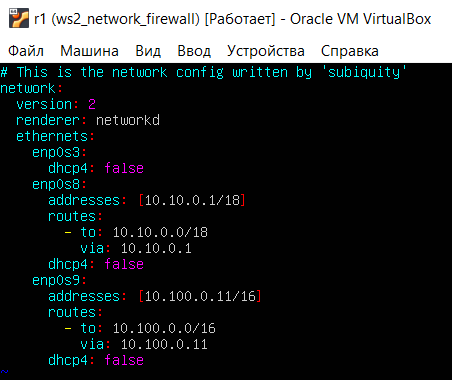 r1 (ws2_network_firewall) [Работает] - Oracle VM VirtualBox
Файл Машина Вид Ввод Устройства Справка
# This is the network config written by 'subiquity'
network:
  version: 2
  renderer: networkd
  ethernets:
    enp0s3:
      dhcp4: false
    enp0s8:
      addresses: [10.10.0.1/18]
      routes:
        - to: 10.10.0.0/18
          via: 10.10.0.1
      dhcp4: false
    enp0s9:
      addresses: [10.100.0.11/16]
      routes:
        - to: 10.100.0.0/16
          via: 10.100.0.11
      dhcp4: false
~